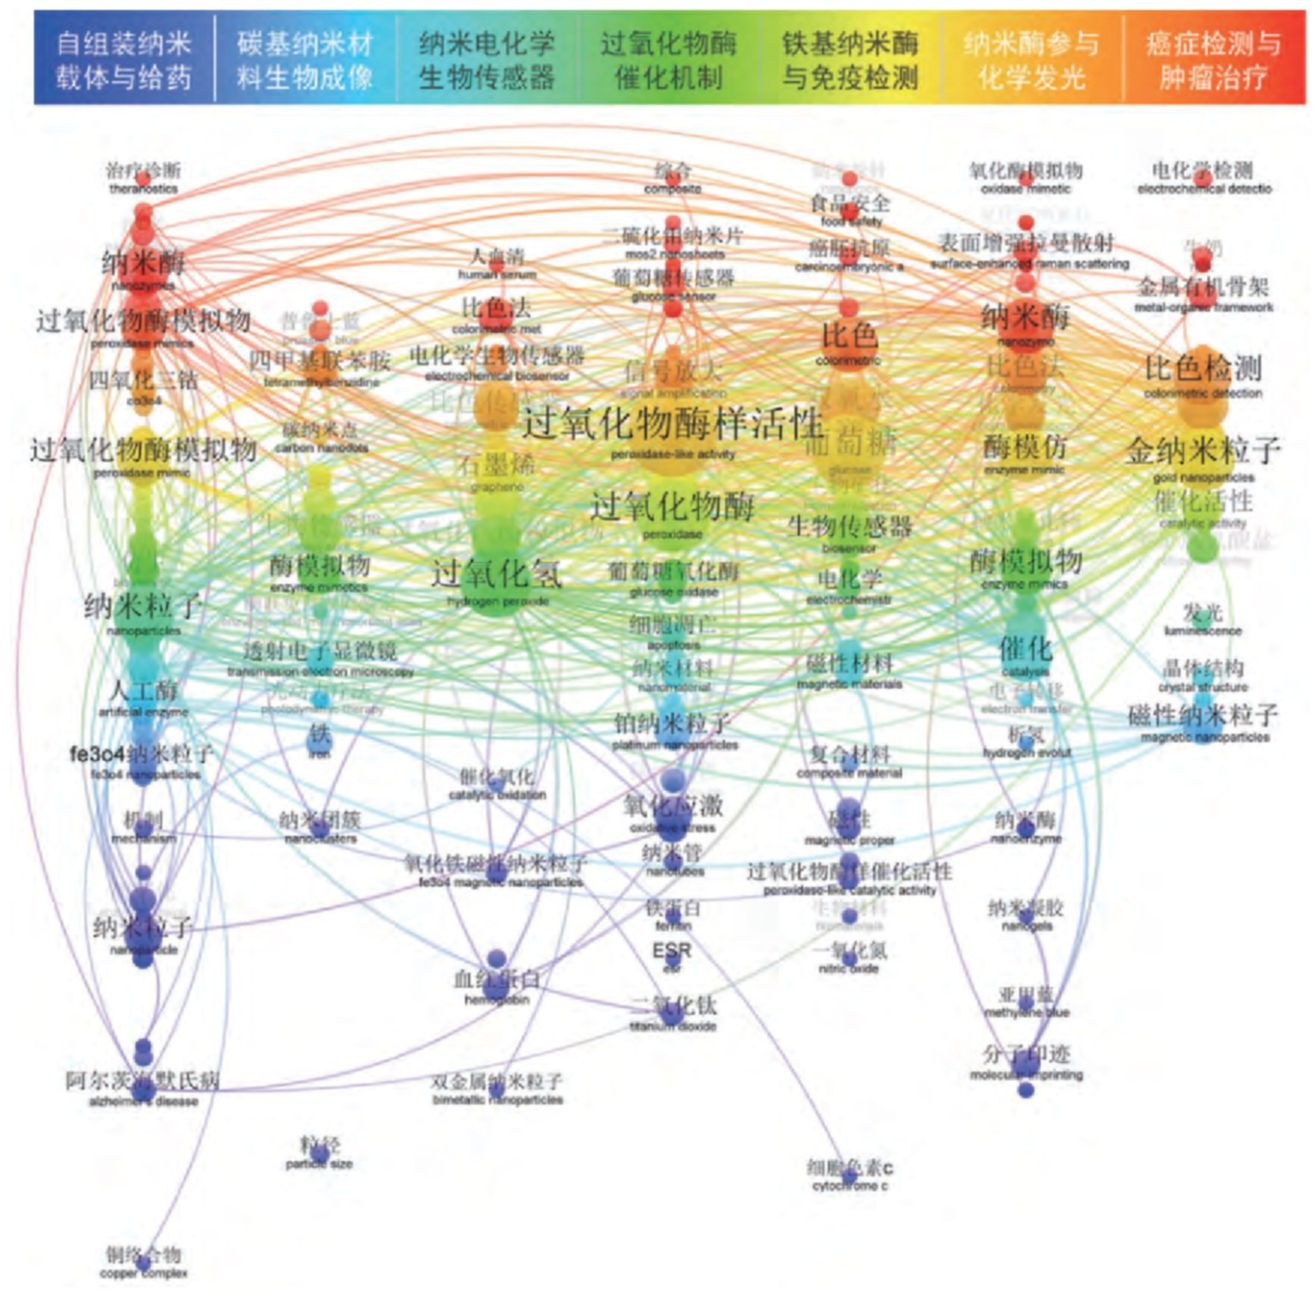 自组装纳米
载体与给药
碳基纳米材
料生物成像
纳米电化学
生物传感器
过氧化物酶
催化机制
铁基纳米酶
与免疫检测
纳米酶参与
化学发光
癌症检测与
肿瘤治疗
治疗诊断
theranostics
纳米酶
nanozymes
过氧化物酶模拟物
peroxidase mimics
四氧化三钴
co3o4
过氧化物酶模拟物
peroxidase mimic
纳米粒子
nanoparticles
人工酶
artificial enzyme
fe3o4纳米粒子
fe3o4 nanoparticles
机制
mechanism
纳米粒子
nanoparticle
阿尔茨海默氏病
alzheimer's disease
铜络合物
copper complex
四甲基联苯胺
tetramethylbenzidine
碳纳米点
carbon nanodots
酶模拟物
enzyme mimetics
透射电子显微镜
transmission electron microscopy
photodynamic therapy
铁
iron
纳米团簇
nanoclusters
粒径
particle size
人血清
human serum
比色法
colorimetric met
电化学生物传感器
electrochemical biosensor
石墨烯
graphene
过氧化氢
hydrogen peroxide
催化氧化
catalytic oxidation
氧化铁磁性纳米粒子
fe3o4 magnetic nanoparticles
血红蛋白
hemoglobin
双金属纳米粒子
bimetallic nanoparticles
综合
composite
二硫化钼纳米片
mos2 nanosheets
葡萄糖传感器
glucose sensor
信号放大
signal amplification
过氧化物酶样活性
peroxidase-like activity
过氧化物酶
peroxidase
葡萄糖氧化酶
glucose oxidase
细胞凋亡
apoptosis
纳米材料
nanomaterial
铂纳米粒子
platinum nanoparticles
氧化应激
oxidative stress
纳米管
nanotubes
铁蛋白
ferritin
ESR
esr
二氧化钛
titanium dioxide
食品安全
food safety
癌胚抗原
carcinoembryonic a
比色
colorimetric
葡萄糖
glucose
生物传感器
biosensor
电化学
electrochemistr
磁性材料
magnetic materials
复合材料
composite material
磁性
magnetic proper
过氧化物酶样催化活性
peroxidase-like catalytic activity
生物材料
biomaterials
一氧化氮
nitric oxide
细胞色素c
cytochrome c
氧化酶模拟物
oxidase mimetic
表面增强拉曼散射
surface-enhanced raman scattering
纳米酶
nanozyme
比色法
酶模仿
enzyme mimic
酶模拟物
enzyme mimics
催化
catalysis
电子转移
electron transfer
析氢
hydrogen evolut
纳米酶
nanoenzyme
纳米凝胶
nanogels
亚甲蓝
methylene blue
分子印迹
molecular imprinting
电化学检测
electrochemical detectio
牛奶
金属有机骨架
metal-organic framework
比色检测
colorimetric detection
金纳米粒子
gold nanoparticles
催化活性
catalytic activity
发光
luminescence
晶体结构
crystal structure
磁性纳米粒子
magnetic nanoparticles